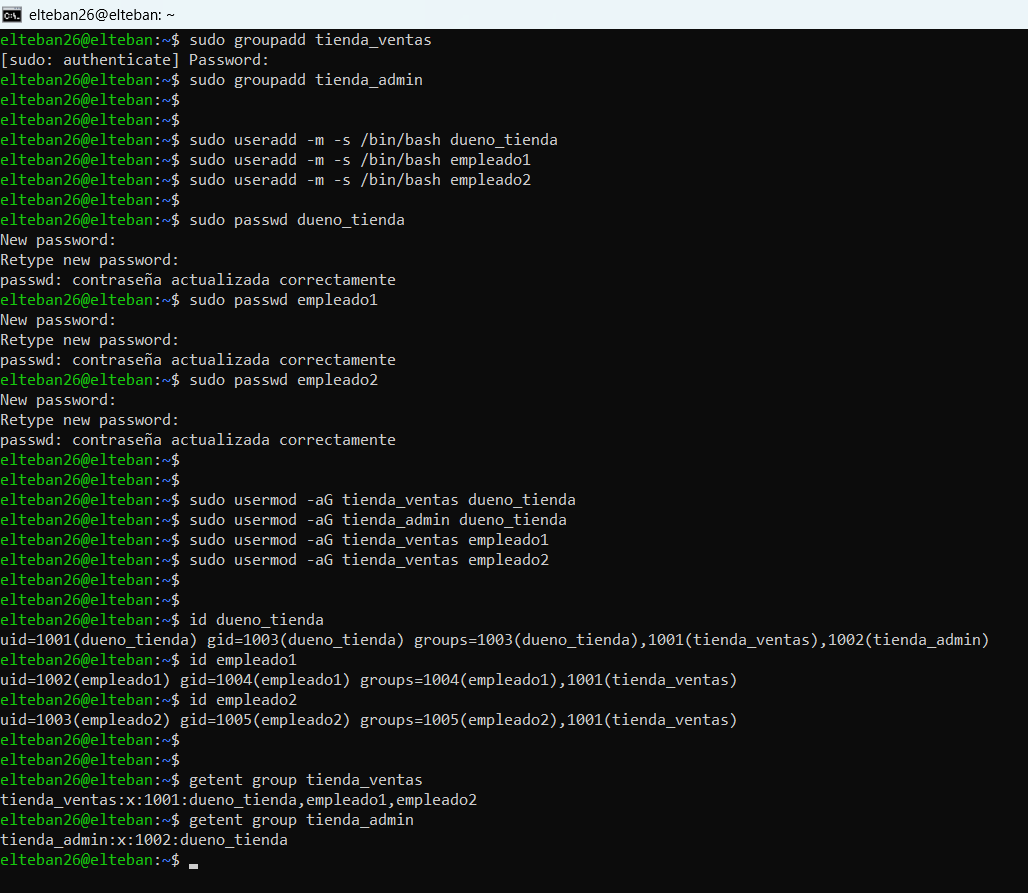 elteban26@elteban: ~
elteban26@elteban:~$ sudo groupadd tienda_ventas
[sudo: authenticate] Password:
elteban26@elteban:~$ sudo groupadd tienda_admin
elteban26@elteban:~$
elteban26@elteban:~$
elteban26@elteban:~$ sudo useradd -m -s /bin/bash dueno_tienda
elteban26@elteban:~$ sudo useradd -m -s /bin/bash empleado1
elteban26@elteban:~$ sudo useradd -m -s /bin/bash empleado2
elteban26@elteban:~$
elteban26@elteban:~$ sudo passwd dueno_tienda
New password:
Retype new password:
passwd: contraseña actualizada correctamente
elteban26@elteban:~$ sudo passwd empleado1
New password:
Retype new password:
passwd: contraseña actualizada correctamente
elteban26@elteban:~$ sudo passwd empleado2
New password:
Retype new password:
passwd: contraseña actualizada correctamente
elteban26@elteban:~$
elteban26@elteban:~$
elteban26@elteban:~$ sudo usermod -aG tienda_ventas dueno_tienda
elteban26@elteban:~$ sudo usermod -aG tienda_admin dueno_tienda
elteban26@elteban:~$ sudo usermod -aG tienda_ventas empleado1
elteban26@elteban:~$ sudo usermod -aG tienda_ventas empleado2
elteban26@elteban:~$
elteban26@elteban:~$
elteban26@elteban:~$ id dueno_tienda
uid=1001(dueno_tienda) gid=1003(dueno_tienda) groups=1003(dueno_tienda),1001(tienda_ventas),1002(tienda_admin)
elteban26@elteban:~$ id empleado1
uid=1002(empleado1) gid=1004(empleado1) groups=1004(empleado1),1001(tienda_ventas)
elteban26@elteban:~$ id empleado2
uid=1003(empleado2) gid=1005(empleado2) groups=1005(empleado2),1001(tienda_ventas)
elteban26@elteban:~$
elteban26@elteban:~$
elteban26@elteban:~$ getent group tienda_ventas
tienda_ventas:x:1001:dueno_tienda,empleado1,empleado2
elteban26@elteban:~$ getent group tienda_admin
tienda_admin:x:1002:dueno_tienda
elteban26@elteban:~$